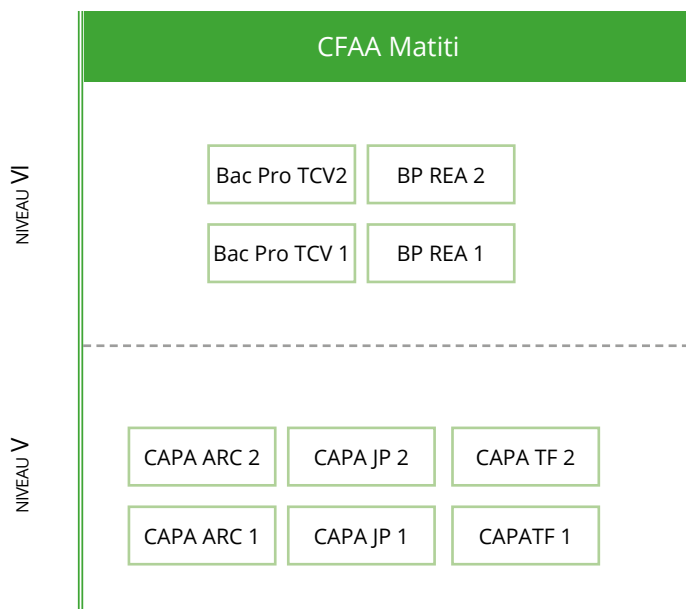 CFAA Matiti
NIVEAU VI
Bac Pro TCV2
BP REA 2
Bac Pro TCV 1
BP REA 1
NIVEAU V
CAPA ARC 2
CAPA JP 2
CAPA TF 2
CAPA ARC 1
CAPA JP 1
CAPATF 1